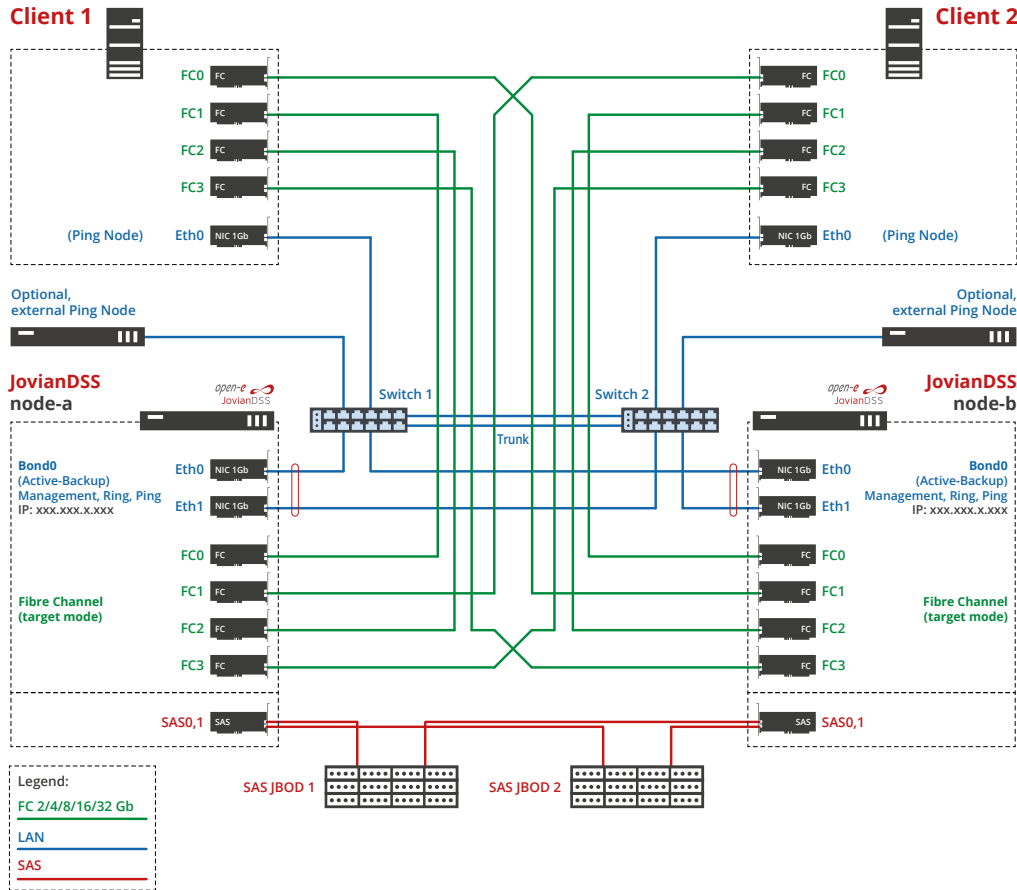 Client 1
Client 2
FC0 FC
FC FC0
FC1 FC
FC FC1
FC2 FC
FC FC2
FC3 FC
FC FC3
(Ping Node) Eth0 NIC 1Gb
NIC 1Gb Eth0 (Ping Node)
Optional,
external Ping Node
Optional,
external Ping Node
JovianDSS
node-a
open-e
JovianDSS
Switch 1
Switch 2
Trunk
open-e
JovianDSS
JovianDSS
node-b
Bond0
(Active-Backup)
Management, Ring, Ping
IP: xxx.xxx.x.xxx
Eth0 NIC 1Gb
Eth1 NIC 1Gb
NIC 1Gb Eth0
NIC 1Gb Eth1
Bond0
(Active-Backup)
Management, Ring, Ping
IP: xxx.xxx.x.xxx
FC0 FC
FC FC0
FC1 FC
FC FC1
Fibre Channel
(target mode)
Fibre Channel
(target mode)
FC2 FC
FC FC2
FC3 FC
FC FC3
SAS0,1 SAS
SAS SAS0,1
SAS JBOD 1
SAS JBOD 2
Legend:
FC 2/4/8/16/32 Gb
LAN
SAS